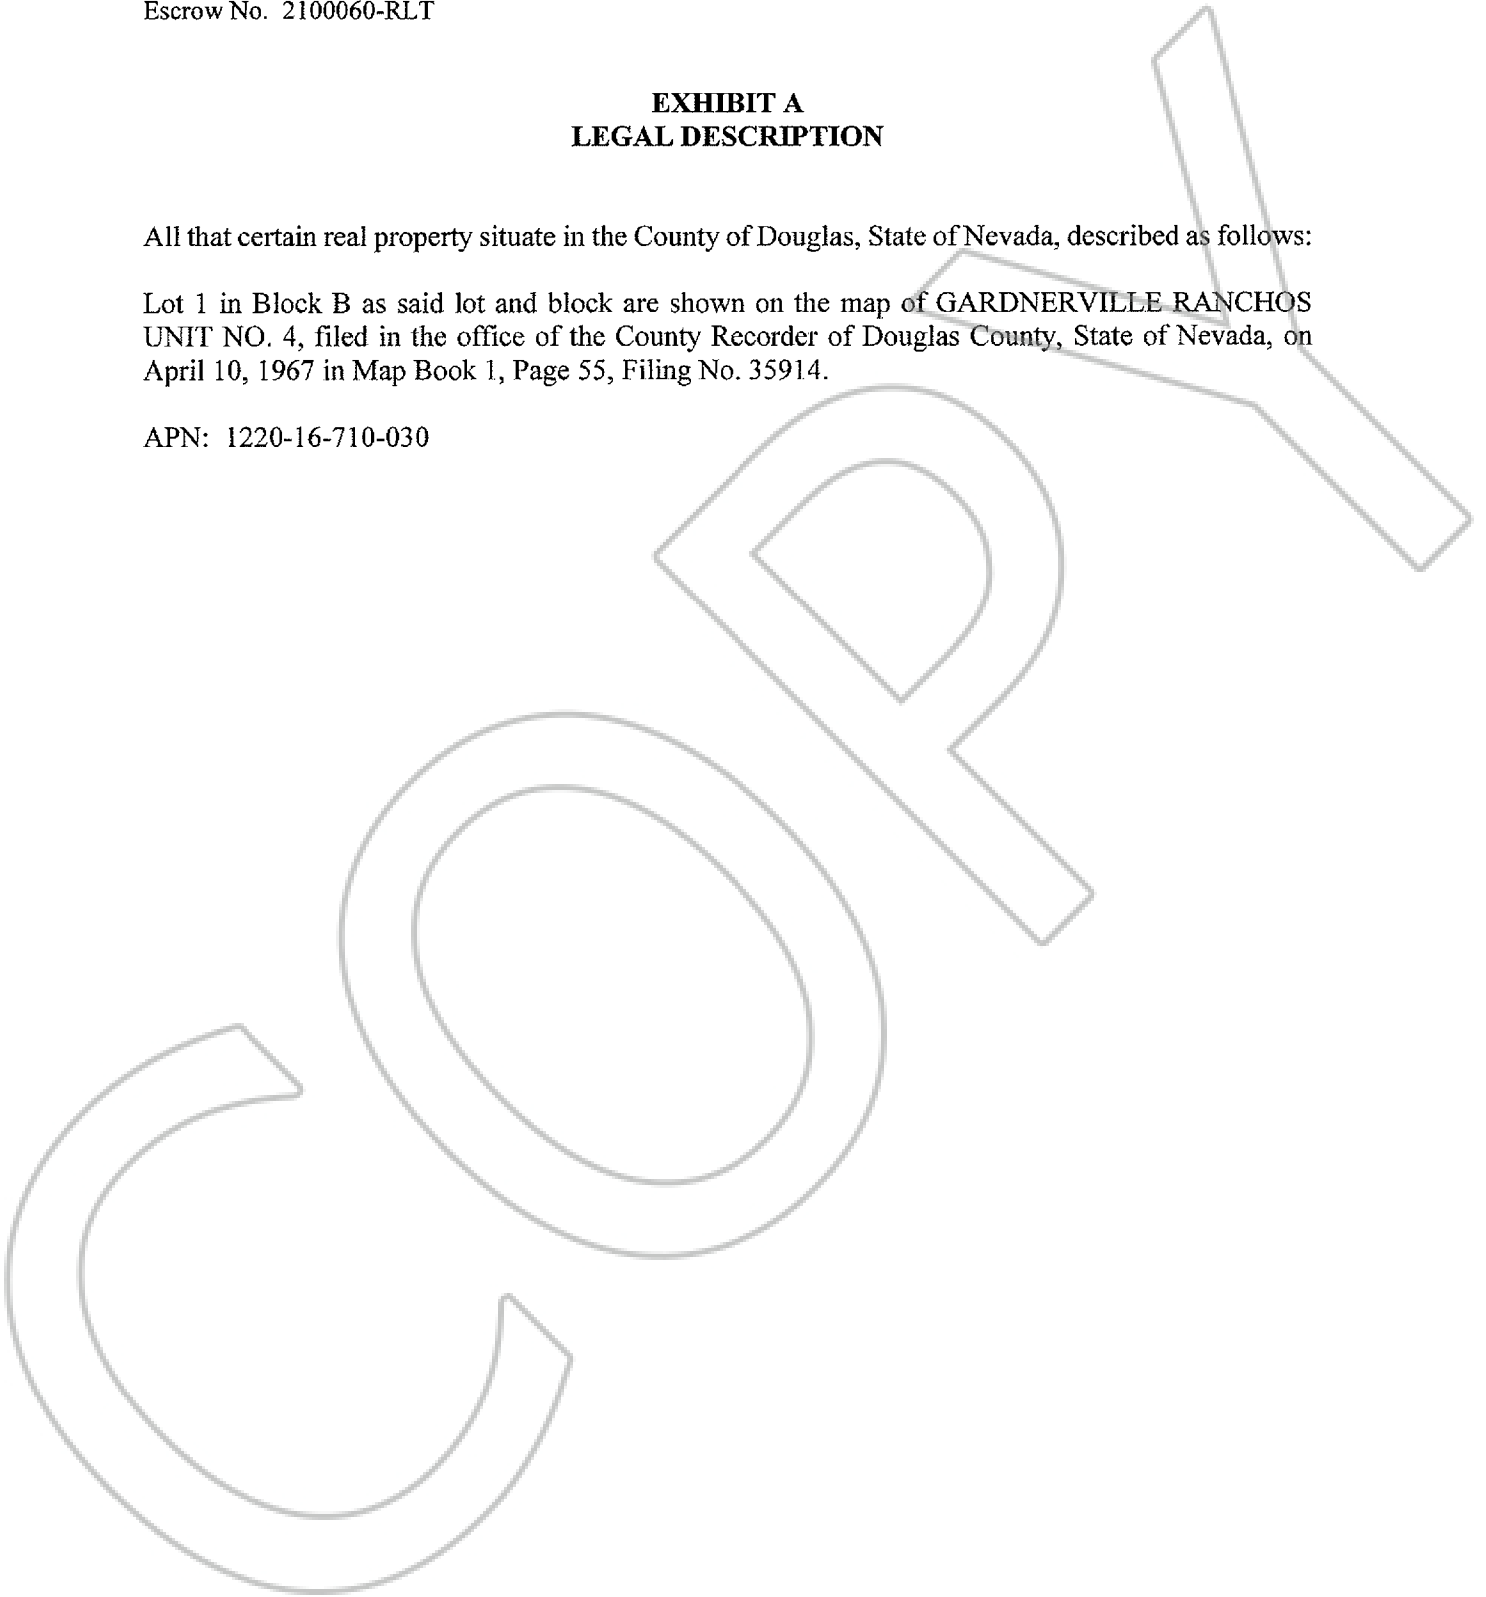 Escrow No. 2100060-RLT
EXHIBIT A
LEGAL DESCRIPTION
All that certain real property situate in the County of Douglas, State of Nevada, described as follows:
Lot 1 in Block B as said lot and block are shown on the map of GARDNERVILLE RANCHOS
UNIT NO. 4, filed in the office of the County Recorder of Douglas County, State of Nevada, on
April 10, 1967 in Map Book 1, Page 55, Filing No. 35914.
APN: 1220-16-710-030
COPY